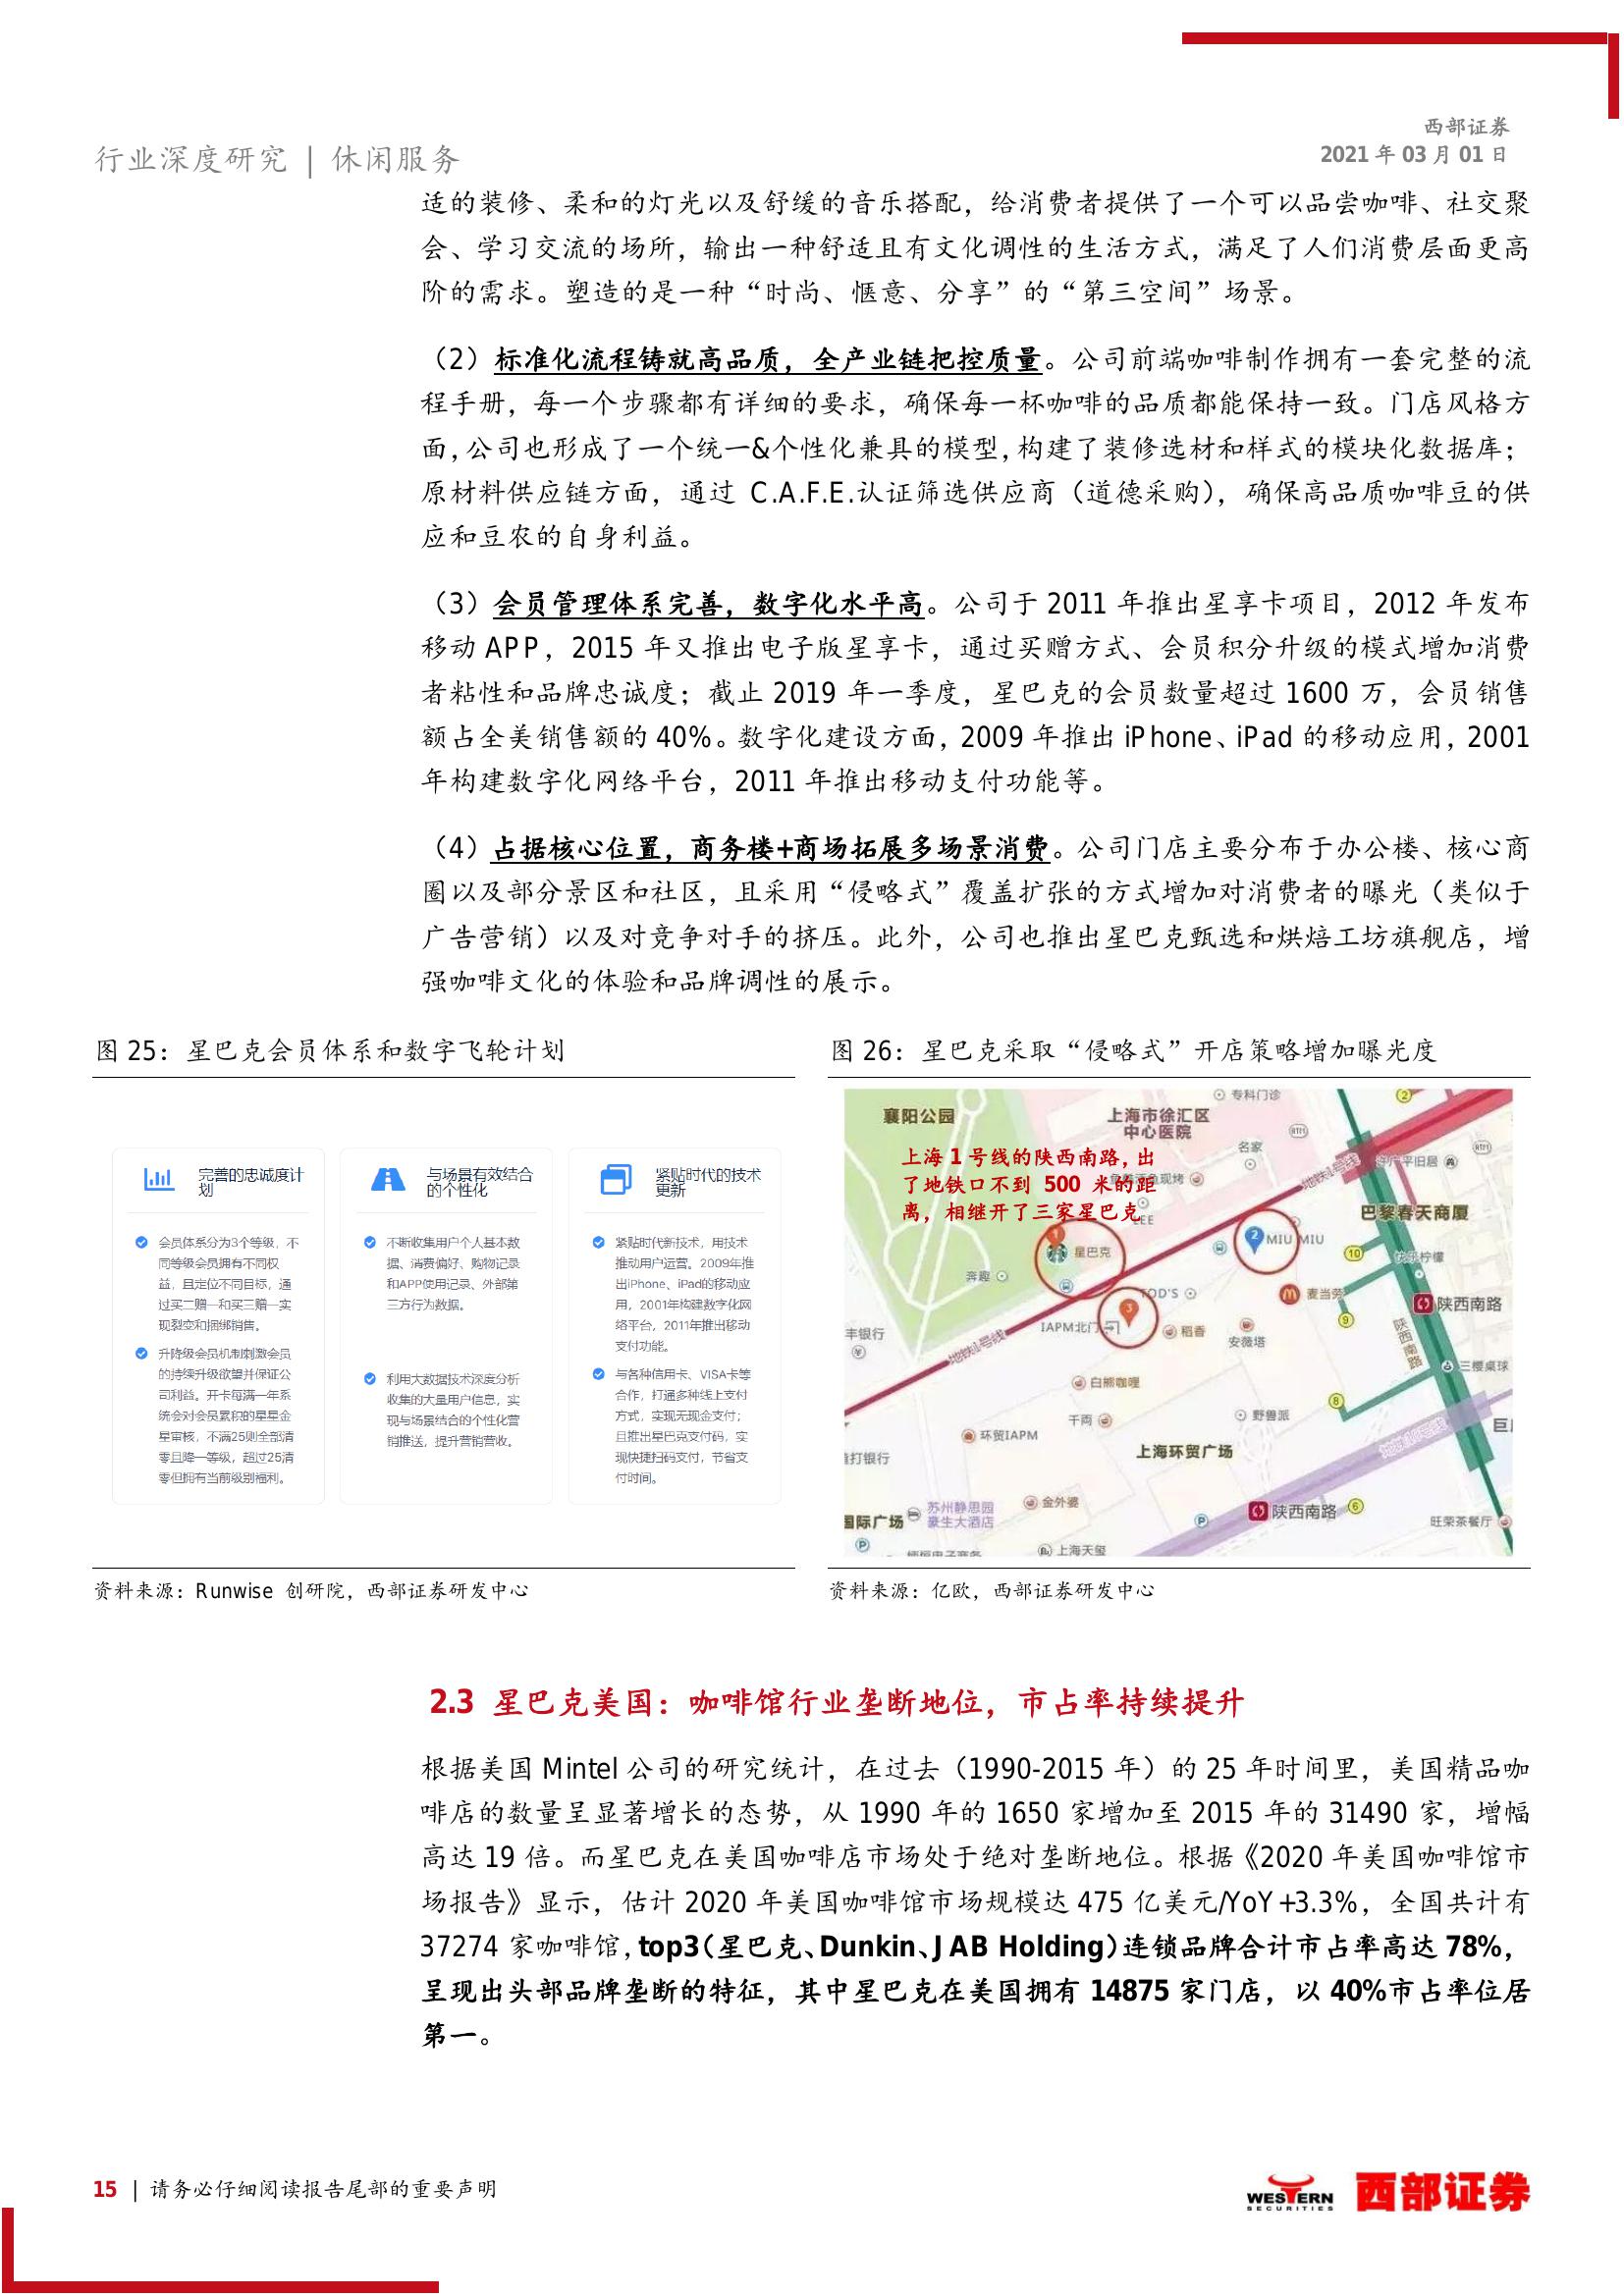 西部证券
2021 年 03 月 01 日
行业深度研究 | 休闲服务
适的装修、柔和的灯光以及舒缓的音乐搭配，给消费者提供了一个可以品尝咖啡、社交聚
会、学习交流的场所，输出一种舒适且有文化调性的生活方式，满足了人们消费层面更高
阶的需求。塑造的是一种“时尚、惬意、分享”的“第三空间”场景。
（2）标准化流程铸就高品质，全产业链把控质量。公司前端咖啡制作拥有一套完整的流
程手册，每一个步骤都有详细的要求，确保每一杯咖啡的品质都能保持一致。门店风格方
面，公司也形成了一个统一&个性化兼具的模型，构建了装修选材和样式的模块化数据库；
原材料供应链方面，通过 C.A.F.E.认证筛选供应商（道德采购），确保高品质咖啡豆的供
应和豆农的自身利益。
（3）会员管理体系完善，数字化水平高。公司于 2011 年推出星享卡项目，2012 年发布
移动 APP，2015 年又推出电子版星享卡，通过买赠方式、会员积分升级的模式增加消费
者粘性和品牌忠诚度；截止 2019 年一季度，星巴克的会员数量超过 1600 万，会员销售
额占全美销售额的 40%。数字化建设方面，2009 年推出 iPhone、iPad 的移动应用，2001
年构建数字化网络平台，2011 年推出移动支付功能等。
（4）占据核心位置，商务楼+商场拓展多场景消费。公司门店主要分布于办公楼、核心商
圈以及部分景区和社区，且采用“侵略式”覆盖扩张的方式增加对消费者的曝光（类似于
广告营销）以及对竞争对手的挤压。此外，公司也推出星巴克甄选和烘焙工坊旗舰店，增
强咖啡文化的体验和品牌调性的展示。
图 25：星巴克会员体系和数字飞轮计划
完善的忠诚度计
划
会员体系分为3个等级，不
同等级会员拥有不同权
益，且定位不同目标，通
过买二赠一和买三赠一实
现裂变和捆绑销售。
升降级会员机制刺激会员
的持续升级欲望并保证公
司利益。开卡每满一年系
统会对会员累积的星星金
星审核，不满25则全部清
零且降一等级，超过25清
零但拥有当前级别福利。
与场景有效结合
的个性化
不断收集用户个人基本数
据、消费偏好、购物记录
和APP使用记录、外部第
三方行为数据。
利用大数据技术深度分析
收集的大量用户信息，实
现与场景结合的个性化营
销推送，提升营销营收。
紧贴时代的技术
更新
紧贴时代新技术，用技术
推动用户运营。2009年推
出iPhone、iPad的移动应
用，2001年构建数字化网
络平台，2011年推出移动
支付功能。
与各种信用卡、VISA卡等
合作，打通多种线上支付
方式，实现无现金支付；
且推出星巴克支付码，实
现快捷扫码支付，节省支
付时间。
资料来源：Runwise 创研院，西部证券研发中心
图 26：星巴克采取“侵略式”开店策略增加曝光度
专科门诊
2
襄阳公园
上海市徐汇区
中心医院
名家
上海 1 号线的陕西南路，出
了地铁口不到 500 米的距
离，相继开了三家星巴克
地铁1号线
巴黎春天商厦
1
星巴克
2
MIU MIU
10
快乐柠檬
奔趣
TOD'S
麦当劳
陕西南路
3
IAPM北门
稻香
安薇塔
9
陕西南路
丰银行
地铁1号线
三樱桌球
白熊咖喱
8
千雨
野兽派
环贸IAPM
上海环贸广场
渣打银行
苏州静思园
豪生大酒店
金外婆
国际广场
P
陕西南路
6
旺荣茶餐厅
P
上海天玺
资料来源：亿欧，西部证券研发中心
2.3 星巴克美国：咖啡馆行业垄断地位，市占率持续提升
根据美国 Mintel 公司的研究统计，在过去（1990-2015 年）的 25 年时间里，美国精品咖
啡店的数量呈显著增长的态势，从 1990 年的 1650 家增加至 2015 年的 31490 家，增幅
高达 19 倍。而星巴克在美国咖啡店市场处于绝对垄断地位。根据《2020 年美国咖啡馆市
场报告》显示，估计 2020 年美国咖啡馆市场规模达 475 亿美元/YoY+3.3%，全国共计有
37274 家咖啡馆，top3（星巴克、Dunkin、JAB Holding）连锁品牌合计市占率高达 78%，
呈现出头部品牌垄断的特征，其中星巴克在美国拥有 14875 家门店，以 40%市占率位居
第一。
15 | 请务必仔细阅读报告尾部的重要声明
WESTERN
SECURITIES
西部证券